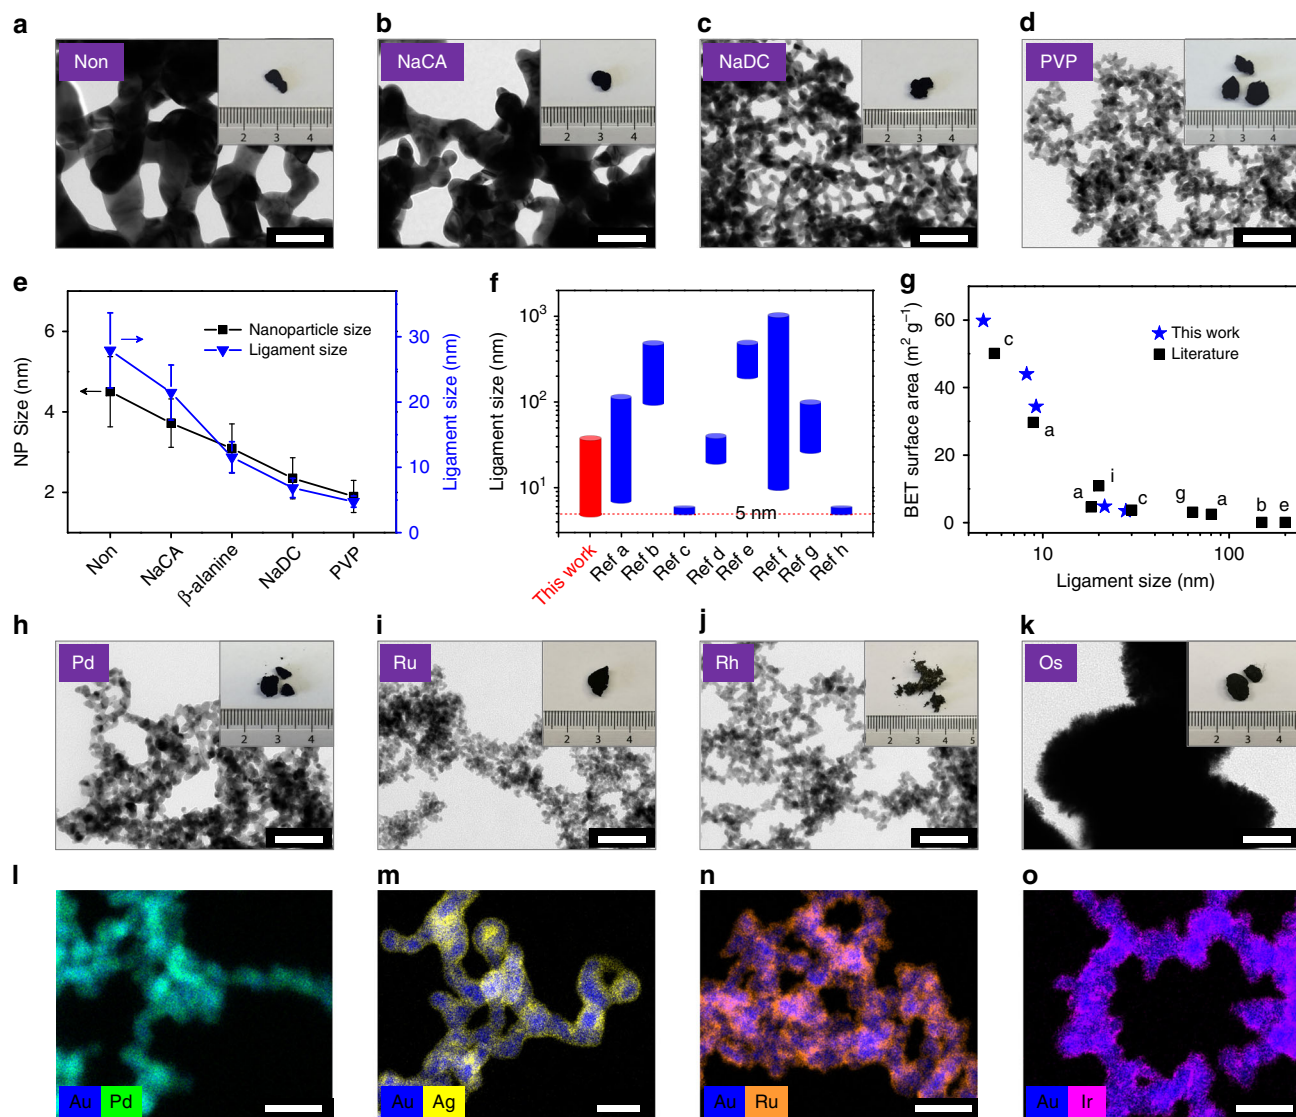 a
b
c
d
Non
NaCA
NaDC
PVP
2 3 4
2 3 4
2 3 4
2 3 4
e
f
g
NP Size (nm)
6
4
2
Nanoparticle size
Ligament size
30
20
10
0
Ligament size (nm)
Non
NaCA
β-alanine
NaDC
PVP
Ligament size (nm)
10³
10²
10¹
5 nm
This work
Ref a
Ref b
Ref c
Ref d
Ref e
Ref f
Ref g
Ref h
BET surface area (m² g⁻¹)
60
40
20
0
This work
Literature
c
a
a
i
c
g
a
b
e
10
100
Ligament size (nm)
h
i
j
k
Pd
Ru
Rh
Os
2 3 4
2 3 4
1 2 3 4 5
2 3 4
l
m
n
o
Au Pd
Au Ag
Au Ru
Au Ir